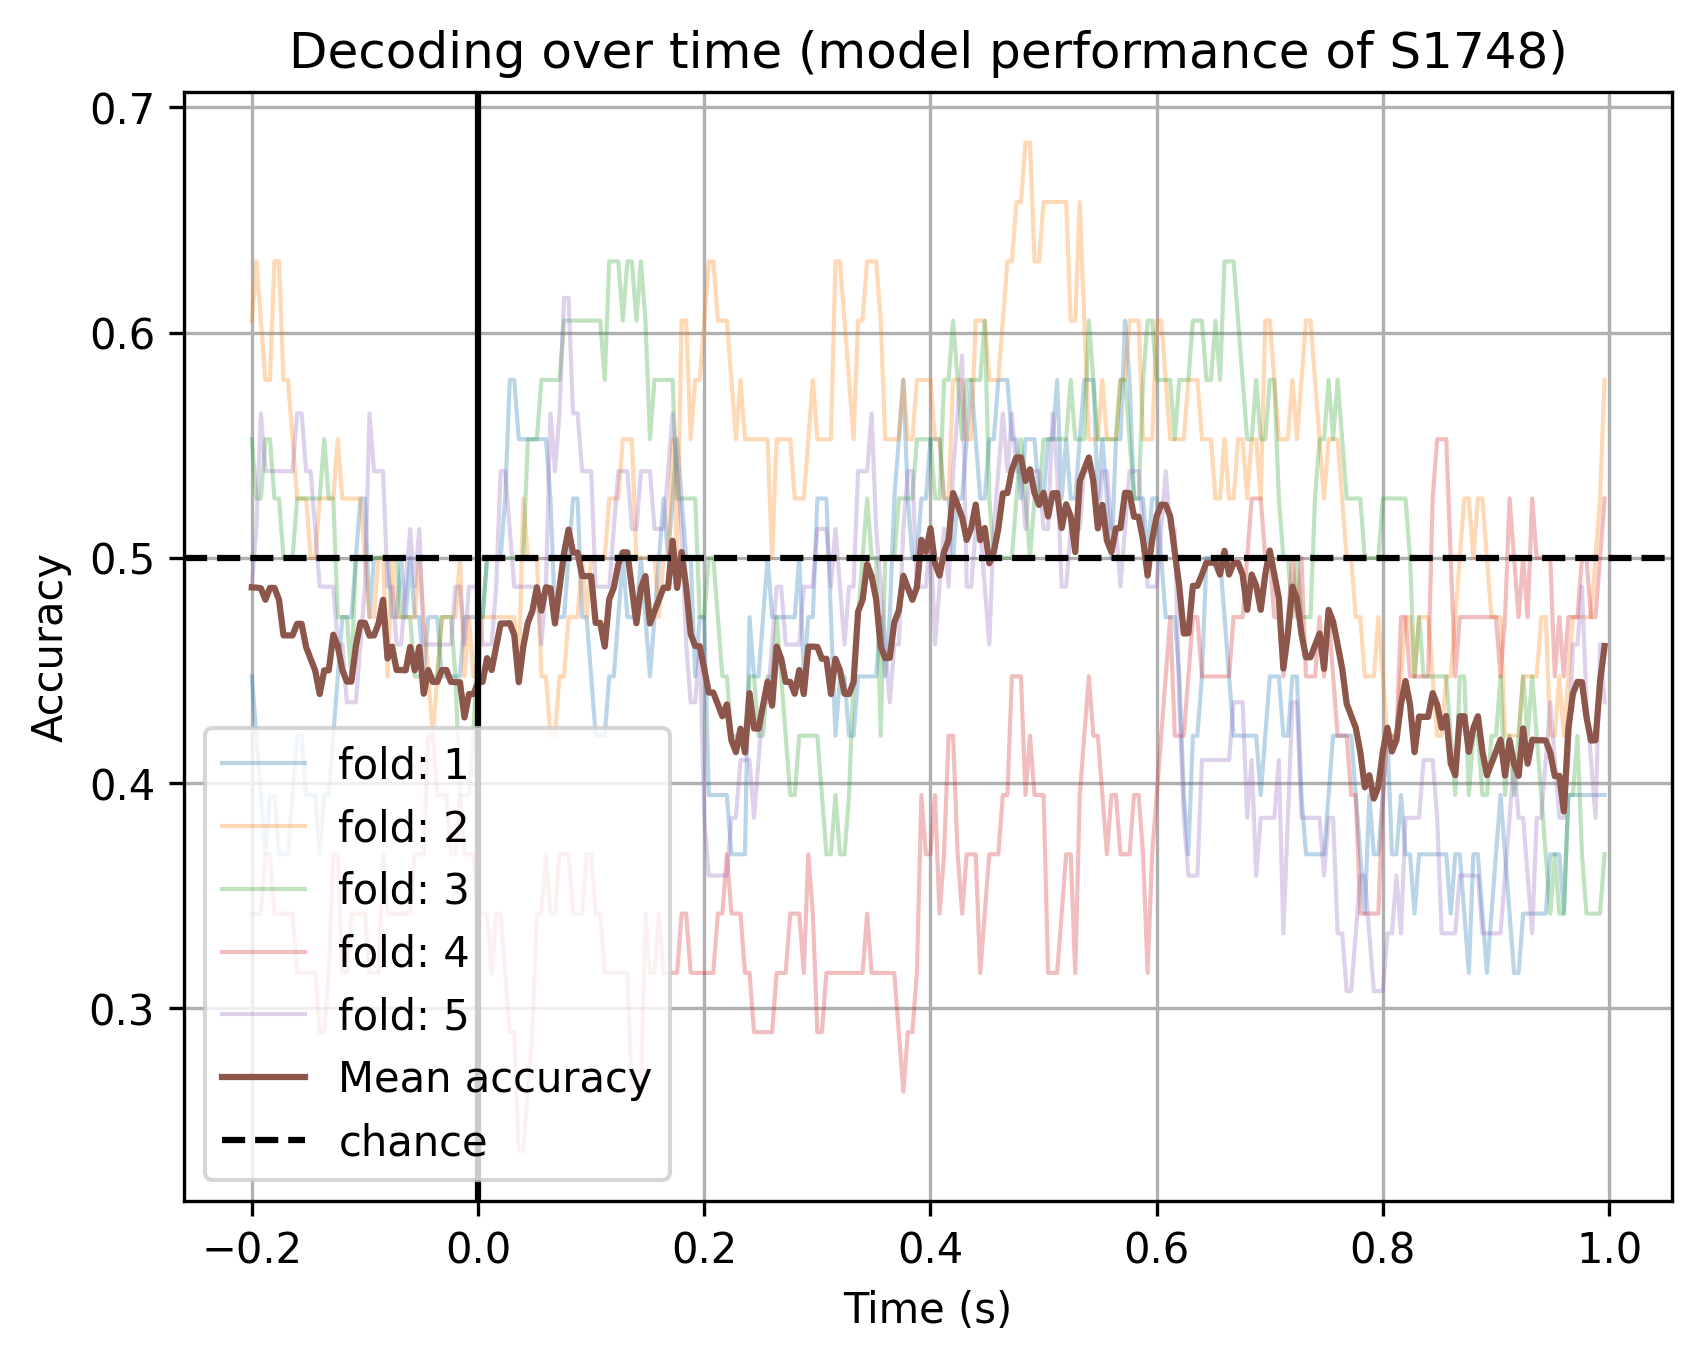 Decoding over time (model performance of S1748)
Accuracy
0.7
0.6
0.5
0.4
0.3
fold: 1
fold: 2
fold: 3
fold: 4
fold: 5
Mean accuracy
chance
−0.2 0.0 0.2 0.4 0.6 0.8 1.0
Time (s)